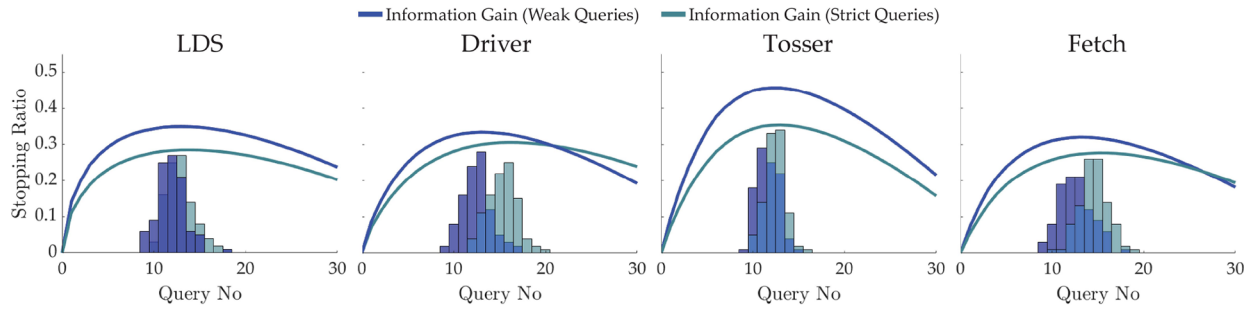 Information Gain (Weak Queries) Information Gain (Strict Queries)
LDS Driver Tosser Fetch
Stopping Ratio
0.5
0.4
0.3
0.2
0.1
0
0 10 20 30 0 10 20 30 0 10 20 30 0 10 20 30
Query No Query No Query No Query No